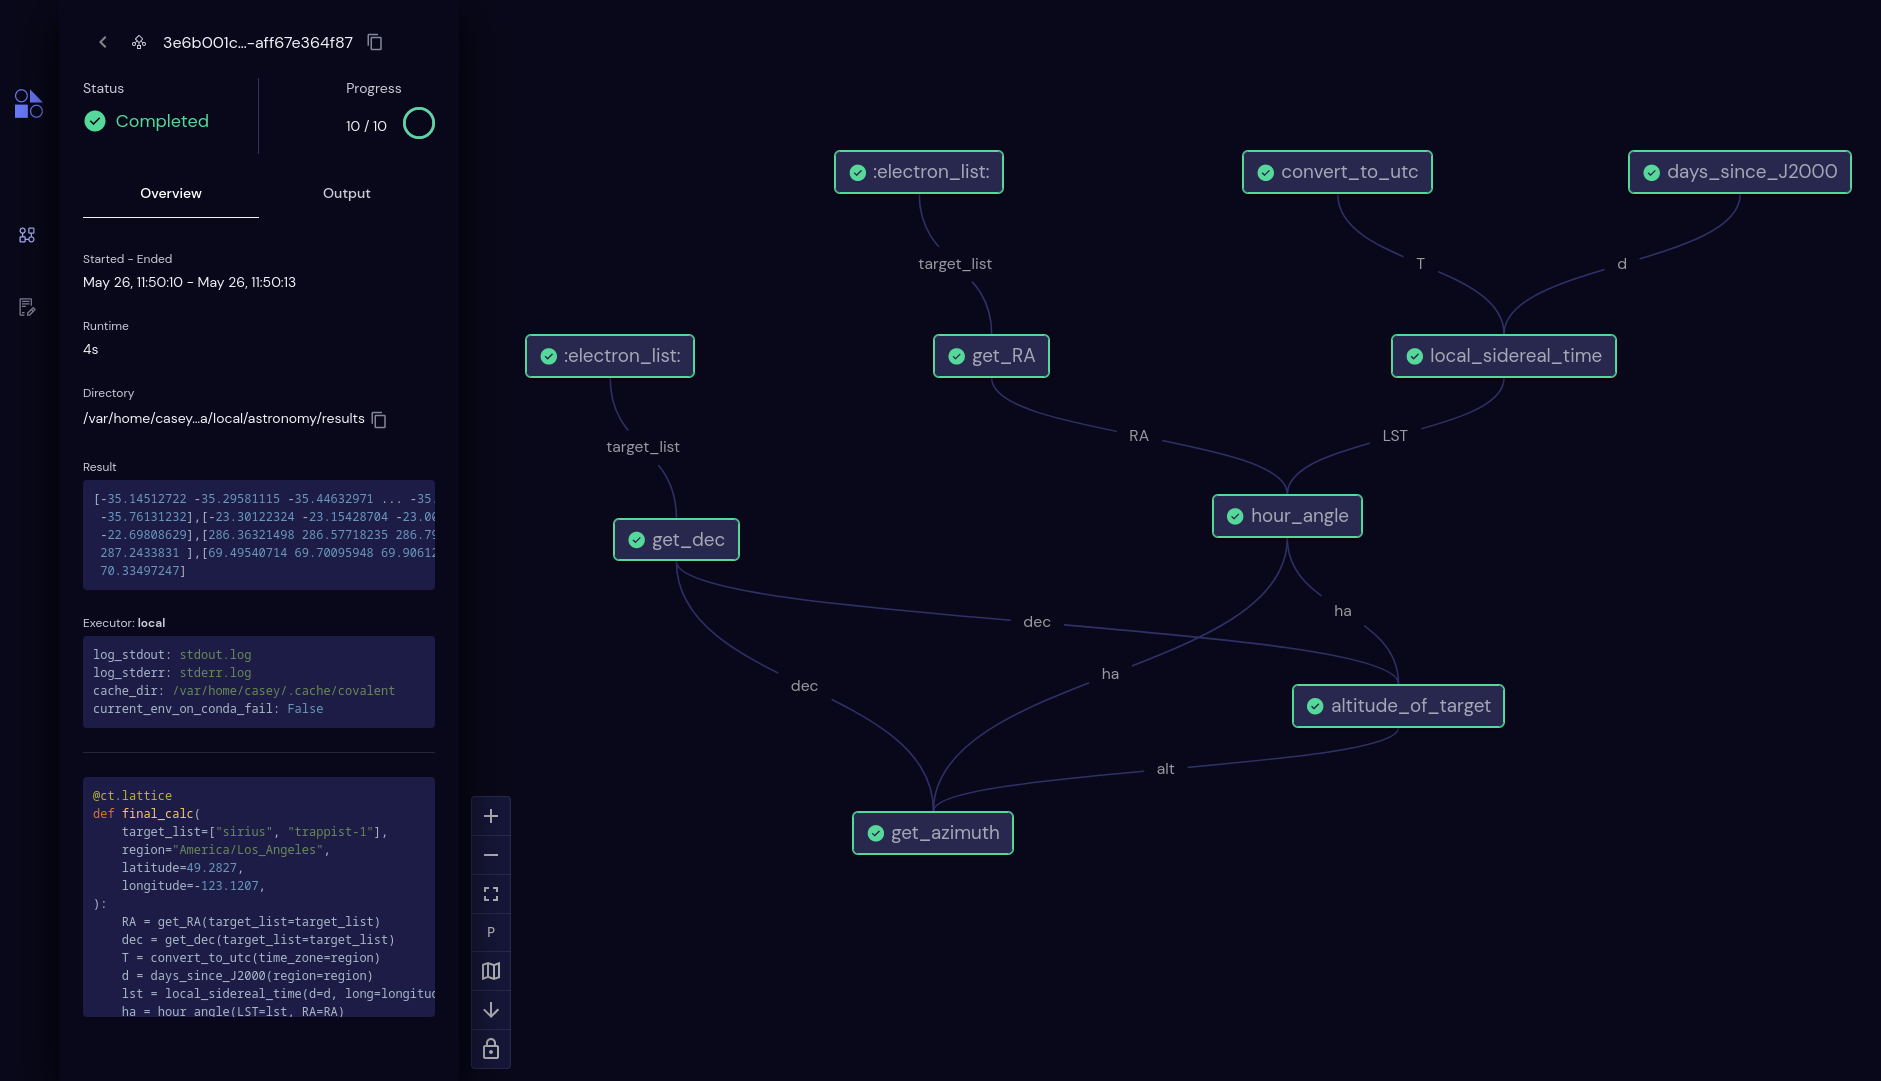 3e6b001c...-aff67e364f87
Status
Completed
Progress
10 / 10
Overview
Output
Started - Ended
May 26, 11:50:10 - May 26, 11:50:13
Runtime
4s
Directory
/var/home/casey...a/local/astronomy/results
Result
[-35.14512722 -35.29581115 -35.44632971 ... -35.
-35.76131232],[-23.30122324 -23.15428704 -23.00
-22.69808629],[286.36321498 286.57718235 286.79
287.2433831 ],[69.49540714 69.70095948 69.90612
70.33497247]
Executor: local
log_stdout: stdout.log
log_stderr: stderr.log
cache_dir: /var/home/casey/.cache/covalent
current_env_on_conda_fail: False
@ct.lattice
def final_calc(
    target_list=["sirius", "trappist-1"],
    region="America/Los_Angeles",
    latitude=49.2827,
    longitude=-123.1207,
):
    RA = get_RA(target_list=target_list)
    dec = get_dec(target_list=target_list)
    T = convert_to_utc(time_zone=region)
    d = days_since_J2000(region=region)
    lst = local_sidereal_time(d=d, long=longitud
    ha = hour_angle(LST=lst, RA=RA)
:electron_list:
convert_to_utc
days_since_J2000
target_list
T
d
:electron_list:
get_RA
local_sidereal_time
target_list
RA
LST
get_dec
hour_angle
dec
ha
dec
ha
altitude_of_target
alt
get_azimuth
P